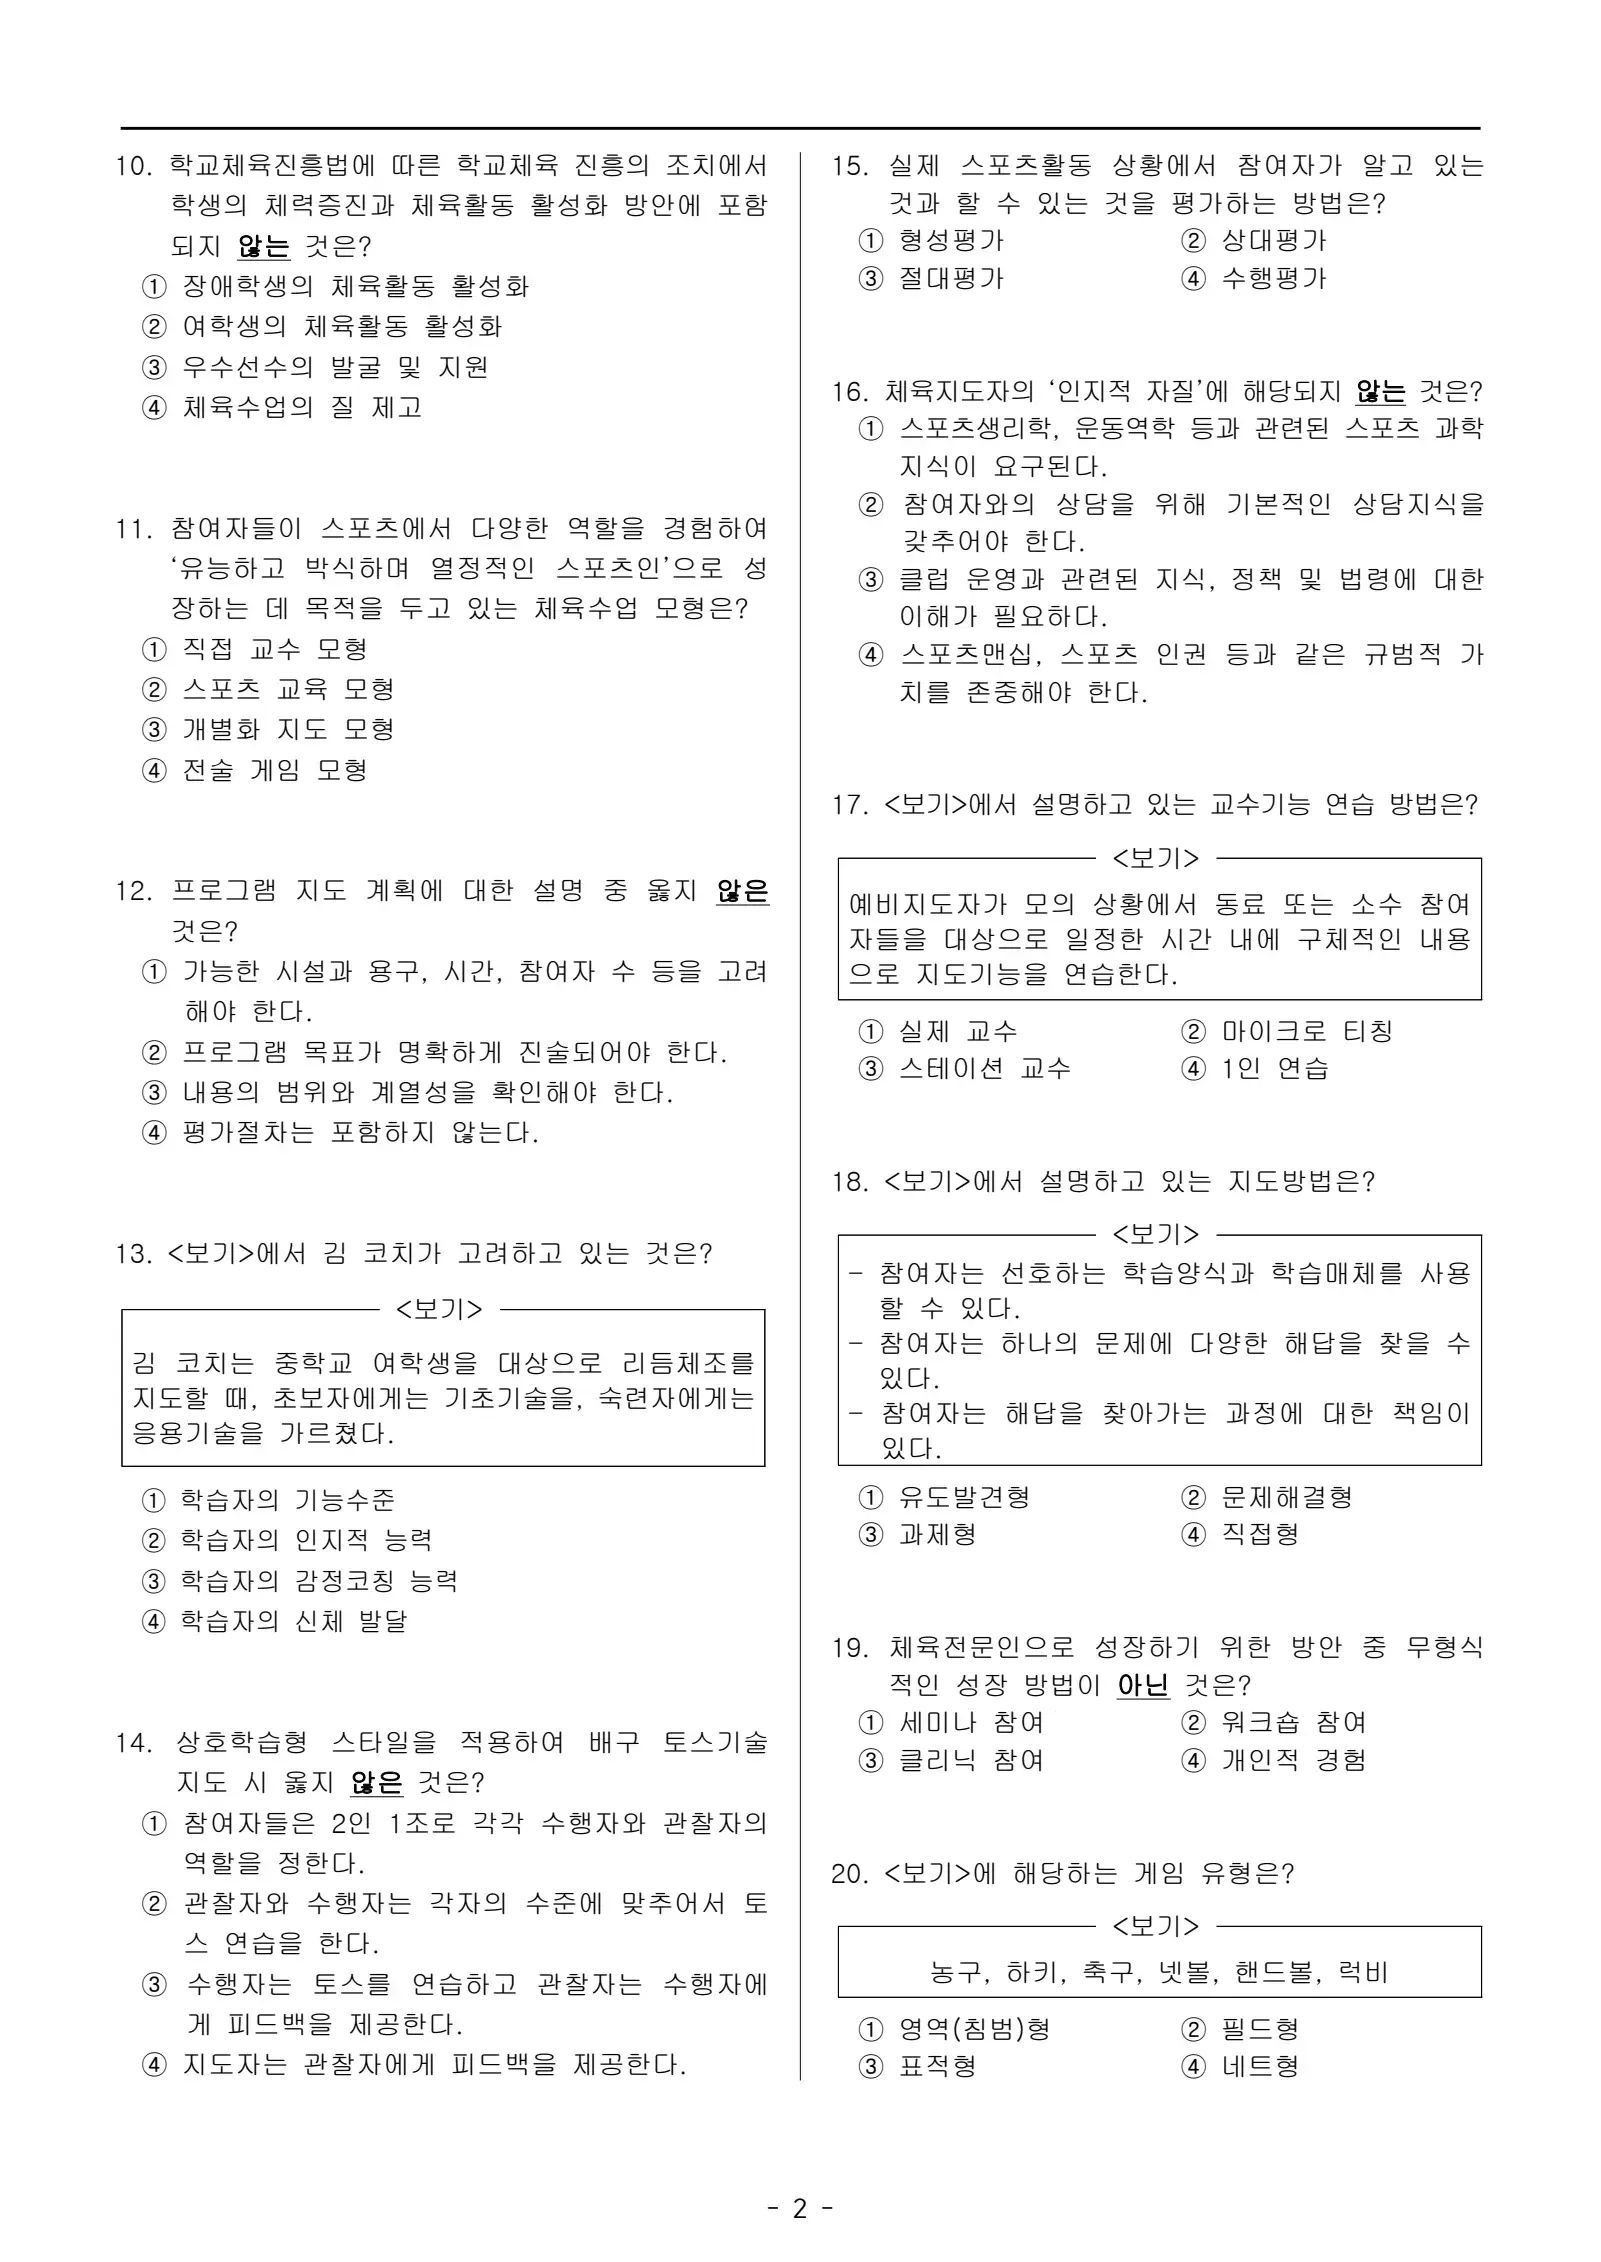 10. 학교체육진흥법에 따른 학교체육 진흥의 조치에서
학생의 체력증진과 체육활동 활성화 방안에 포함
되지 않는 것은?
① 장애학생의 체육활동 활성화
② 여학생의 체육활동 활성화
③ 우수선수의 발굴 및 지원
④ 체육수업의 질 제고
11. 참여자들이 스포츠에서 다양한 역할을 경험하여
‘유능하고 박식하며 열정적인 스포츠인’으로 성
장하는 데 목적을 두고 있는 체육수업 모형은?
① 직접 교수 모형
② 스포츠 교육 모형
③ 개별화 지도 모형
④ 전술 게임 모형
12. 프로그램 지도 계획에 대한 설명 중 옳지 않은
것은?
① 가능한 시설과 용구, 시간, 참여자 수 등을 고려
해야 한다.
② 프로그램 목표가 명확하게 진술되어야 한다.
③ 내용의 범위와 계열성을 확인해야 한다.
④ 평가절차는 포함하지 않는다.
13. <보기>에서 김 코치가 고려하고 있는 것은?
<보기>
김 코치는 중학교 여학생을 대상으로 리듬체조를
지도할 때, 초보자에게는 기초기술을, 숙련자에게는
응용기술을 가르쳤다.
① 학습자의 기능수준
② 학습자의 인지적 능력
③ 학습자의 감정코칭 능력
④ 학습자의 신체 발달
14. 상호학습형 스타일을 적용하여 배구 토스기술
지도 시 옳지 않은 것은?
① 참여자들은 2인 1조로 각각 수행자와 관찰자의
역할을 정한다.
② 관찰자와 수행자는 각자의 수준에 맞추어서 토
스 연습을 한다.
③ 수행자는 토스를 연습하고 관찰자는 수행자에
게 피드백을 제공한다.
④ 지도자는 관찰자에게 피드백을 제공한다.
15. 실제 스포츠활동 상황에서 참여자가 알고 있는
것과 할 수 있는 것을 평가하는 방법은?
① 형성평가 ② 상대평가
③ 절대평가 ④ 수행평가
16. 체육지도자의 ‘인지적 자질’에 해당되지 않는 것은?
① 스포츠생리학, 운동역학 등과 관련된 스포츠 과학
지식이 요구된다.
② 참여자와의 상담을 위해 기본적인 상담지식을
갖추어야 한다.
③ 클럽 운영과 관련된 지식, 정책 및 법령에 대한
이해가 필요하다.
④ 스포츠맨십, 스포츠 인권 등과 같은 규범적 가
치를 존중해야 한다.
17. <보기>에서 설명하고 있는 교수기능 연습 방법은?
<보기>
예비지도자가 모의 상황에서 동료 또는 소수 참여
자들을 대상으로 일정한 시간 내에 구체적인 내용
으로 지도기능을 연습한다.
① 실제 교수 ② 마이크로 티칭
③ 스테이션 교수 ④ 1인 연습
18. <보기>에서 설명하고 있는 지도방법은?
<보기>
- 참여자는 선호하는 학습양식과 학습매체를 사용
할 수 있다.
- 참여자는 하나의 문제에 다양한 해답을 찾을 수
있다.
- 참여자는 해답을 찾아가는 과정에 대한 책임이
있다.
① 유도발견형 ② 문제해결형
③ 과제형 ④ 직접형
19. 체육전문인으로 성장하기 위한 방안 중 무형식
적인 성장 방법이 아닌 것은?
① 세미나 참여 ② 워크숍 참여
③ 클리닉 참여 ④ 개인적 경험
20. <보기>에 해당하는 게임 유형은?
<보기>
농구, 하키, 축구, 넷볼, 핸드볼, 럭비
① 영역(침범)형 ② 필드형
③ 표적형 ④ 네트형
- 2 -